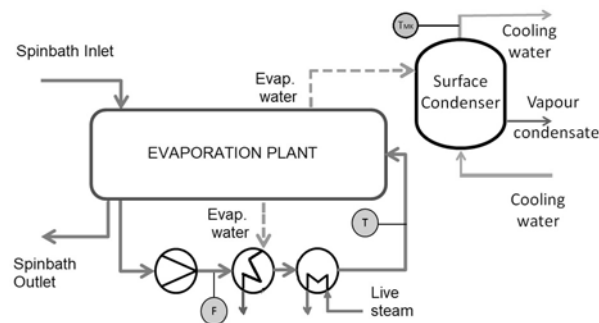 Spinbath Inlet
Evap.
water
T_MK
Cooling
water
Surface
Condenser
Vapour
condensate
EVAPORATION PLANT
Cooling
water
Evap.
water
T
Spinbath
Outlet
F
Live
steam